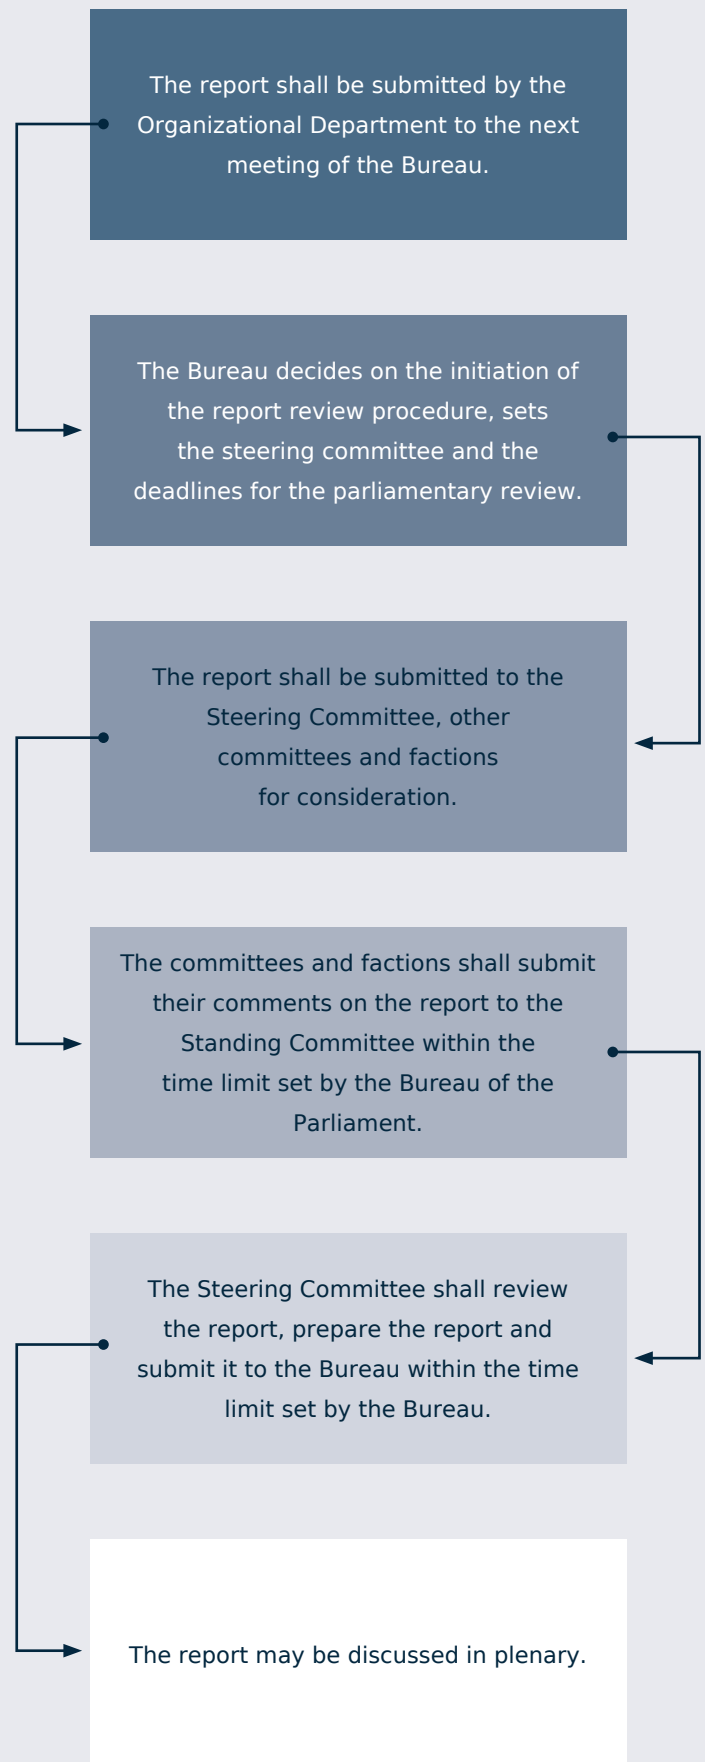 The report shall be submitted by the
Organizational Department to the next
meeting of the Bureau.
The Bureau decides on the initiation of
the report review procedure, sets
the steering committee and the
deadlines for the parliamentary review.
The report shall be submitted to the
Steering Committee, other
committees and factions
for consideration.
The committees and factions shall submit
their comments on the report to the
Standing Committee within the
time limit set by the Bureau of the
Parliament.
The Steering Committee shall review
the report, prepare the report and
submit it to the Bureau within the time
limit set by the Bureau.
The report may be discussed in plenary.